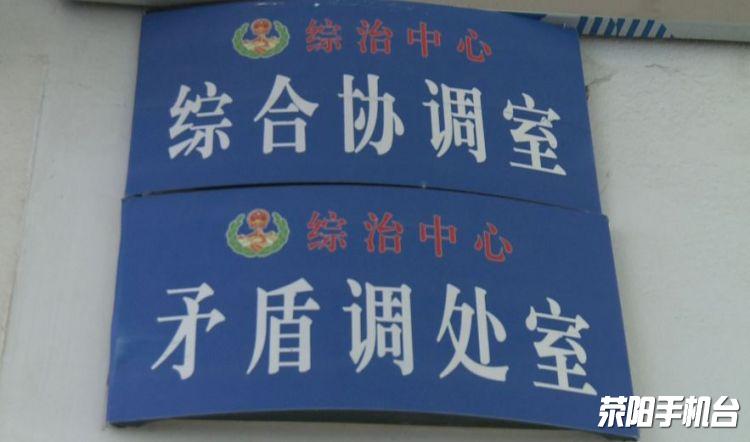 综治中心
综合协调室
综治中心
矛盾调处室
荥阳手机台